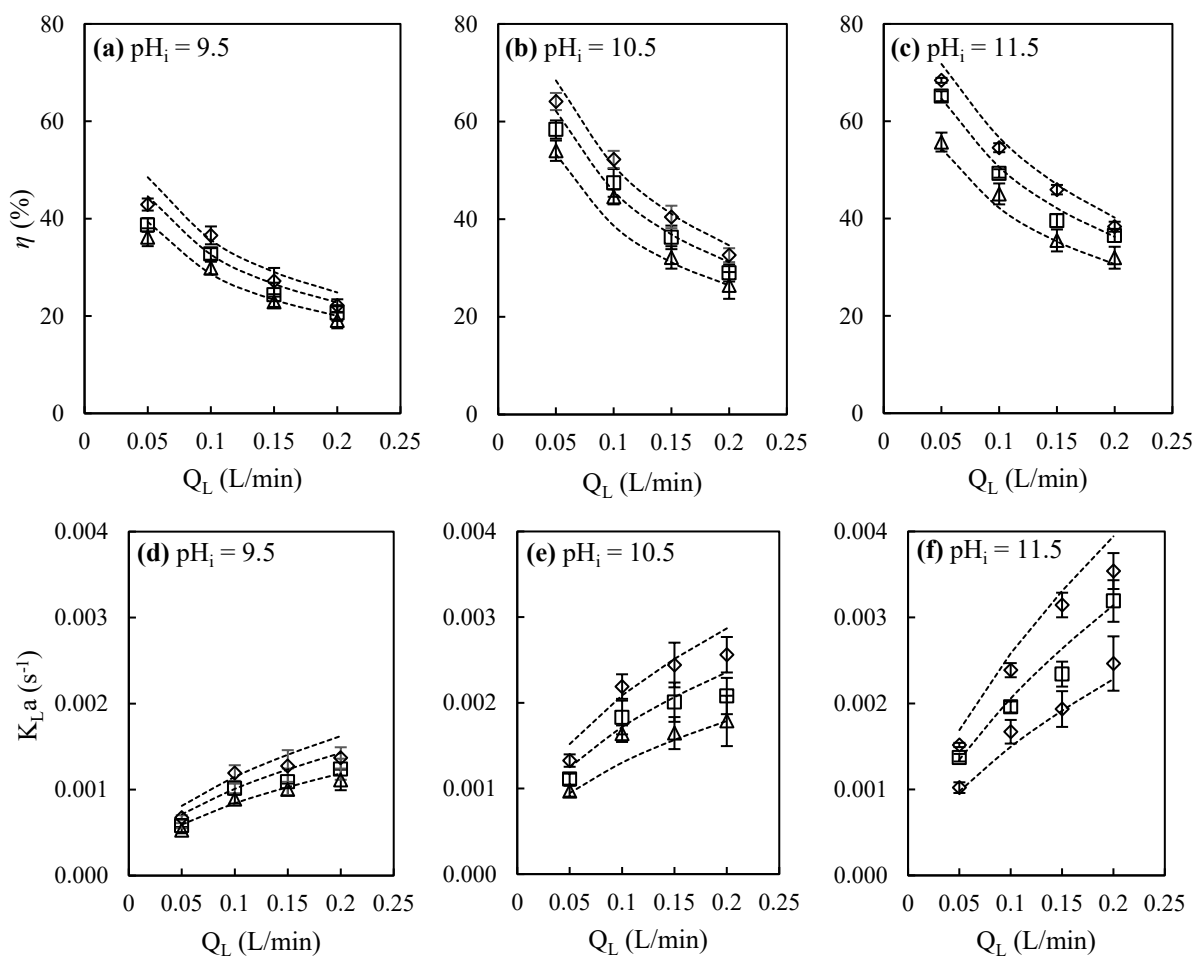 (a) pHi = 9.5
(b) pHi = 10.5
(c) pHi = 11.5
80
60
40
20
0
η (%)
0 0.05 0.1 0.15 0.2 0.25
QL (L/min)
80
60
40
20
0
0 0.05 0.1 0.15 0.2 0.25
QL (L/min)
80
60
40
20
0
0 0.05 0.1 0.15 0.2 0.25
QL (L/min)
(d) pHi = 9.5
(e) pHi = 10.5
(f) pHi = 11.5
0.004
0.003
0.002
0.001
0.000
KLa (s-1)
0 0.05 0.1 0.15 0.2 0.25
QL (L/min)
0.004
0.003
0.002
0.001
0.000
0 0.05 0.1 0.15 0.2 0.25
QL (L/min)
0.004
0.003
0.002
0.001
0.000
0 0.05 0.1 0.15 0.2 0.25
QL (L/min)